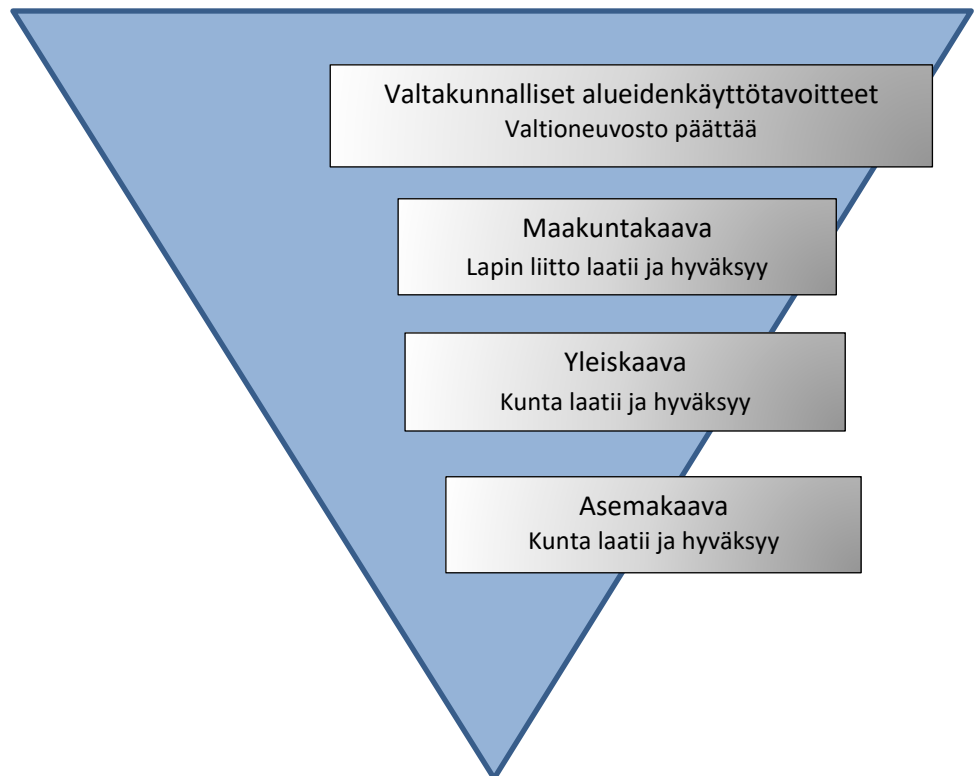 Valtakunnalliset alueidenkäyttötavoitteet
Valtioneuvosto päättää
Maakuntakaava
Lapin liitto laatii ja hyväksyy
Yleiskaava
Kunta laatii ja hyväksyy
Asemakaava
Kunta laatii ja hyväksyy